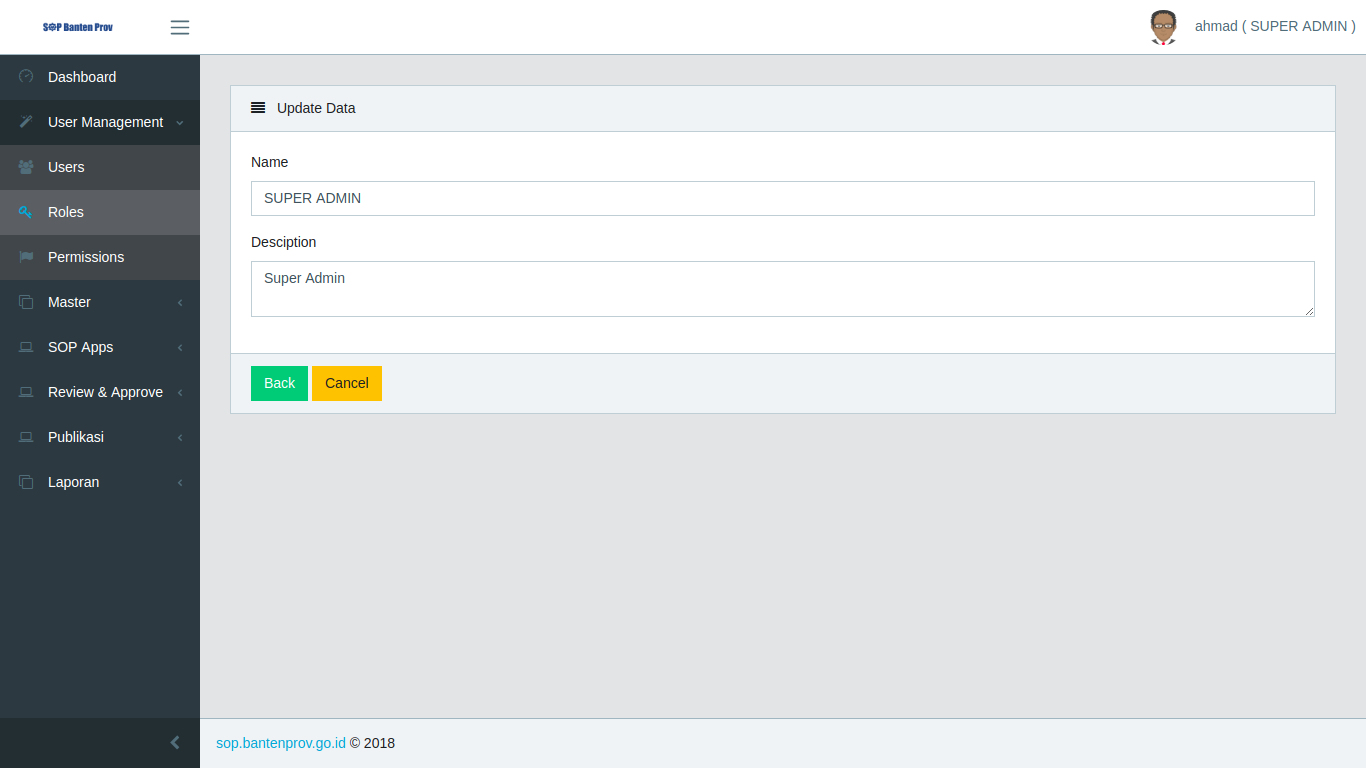 SOP Banten Prov
ahmad ( SUPER ADMIN )
Dashboard
User Management
Users
Roles
Permissions
Master
SOP Apps
Review & Approve
Publikasi
Laporan
Update Data
Name
SUPER ADMIN
Desciption
Super Admin
Back Cancel
sop.bantenprov.go.id © 2018